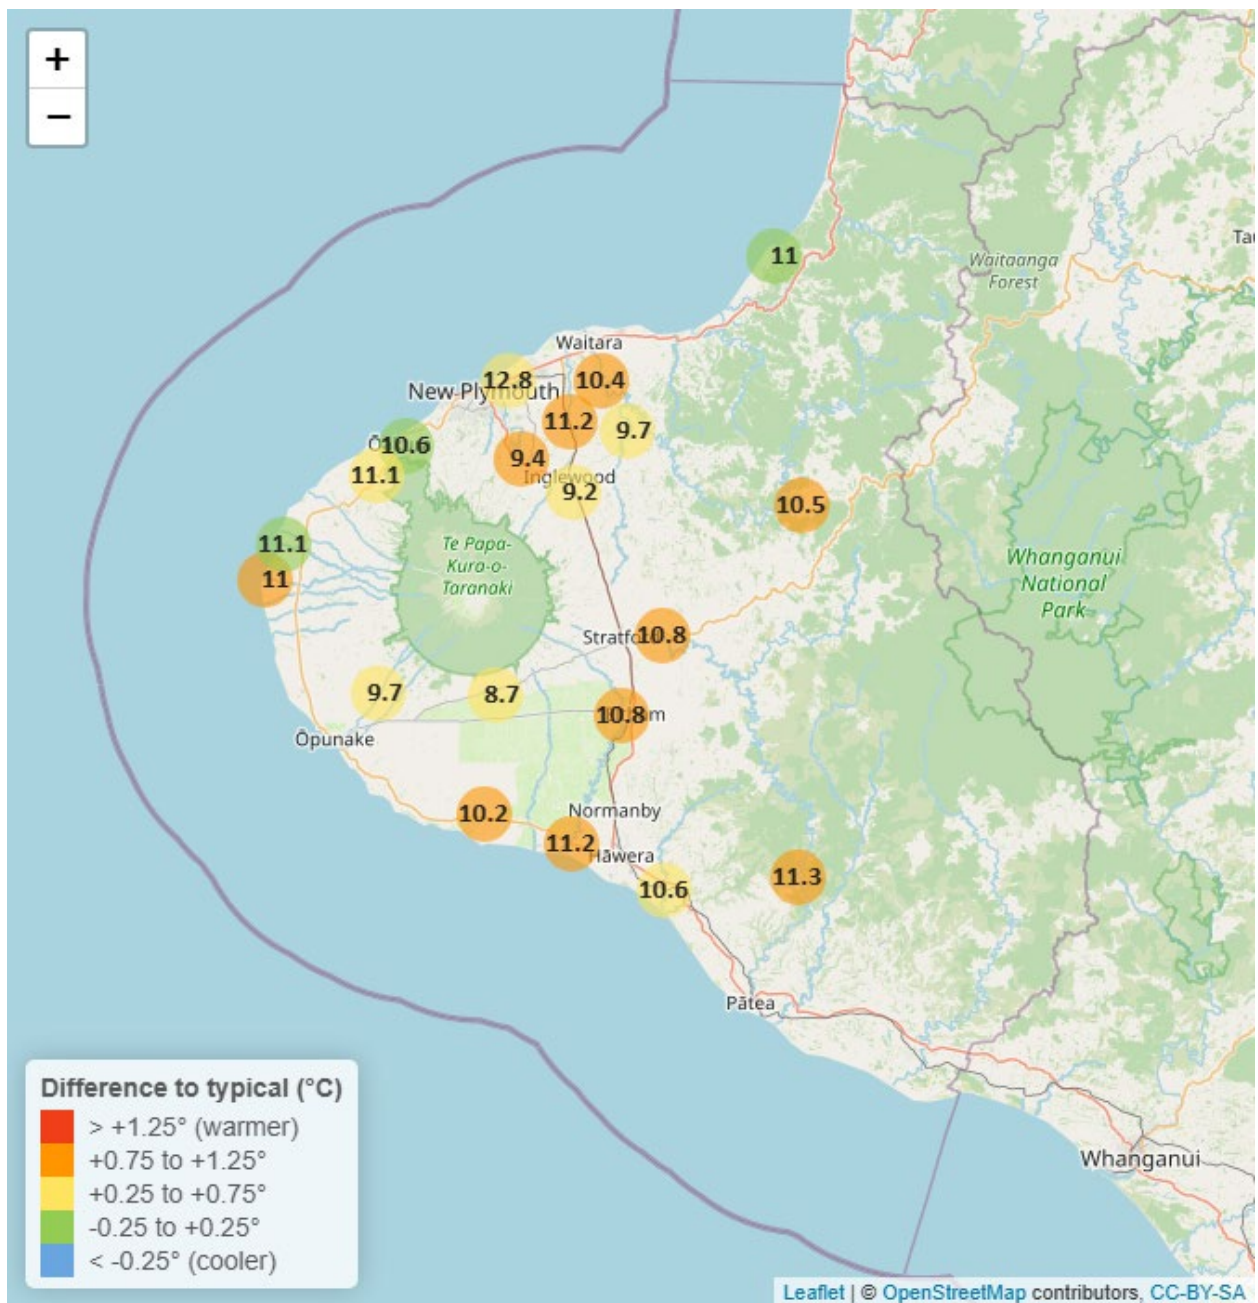 +
−
Tau
Waitaanga
Forest
11
Waitara
12.8
10.4
New Plymouth
11.2
9.7
10.6
9.4
11.1
Inglewood
9.2
10.5
11.1
Te Papa-
Kura-o-
Taranaki
Whanganui
National
Park
11
Stratford
10.8
9.7
8.7
10.8
Ōpunake
10.2
Normanby
11.2
Hāwera
10.6
11.3
Pātea
Whanganui
Difference to typical (°C)
> +1.25° (warmer)
+0.75 to +1.25°
+0.25 to +0.75°
-0.25 to +0.25°
< -0.25° (cooler)
Leaflet | © OpenStreetMap contributors, CC-BY-SA